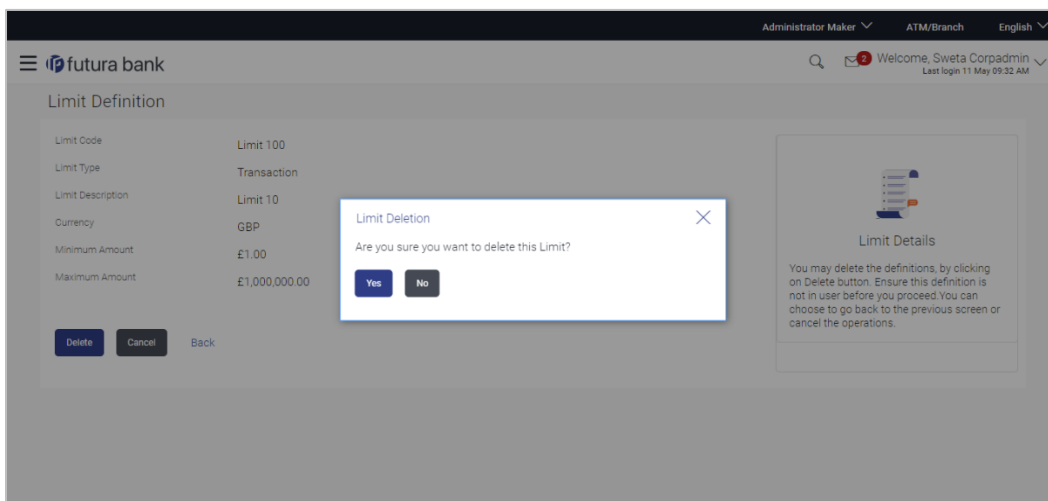 Administrator Maker ATM/Branch English
futura bank
2 Welcome, Sweta Corpadmin
Last login 11 May 09:32 AM
Limit Definition
Limit Code Limit 100
Limit Type Transaction
Limit Description Limit 10
Currency GBP
Minimum Amount £1.00
Maximum Amount £1,000,000.00
Delete Cancel Back
Limit Deletion
Are you sure you want to delete this Limit?
Yes No
Limit Details
You may delete the definitions, by clicking
on Delete button. Ensure this definition is
not in user before you proceed.You can
choose to go back to the previous screen or
cancel the operations.